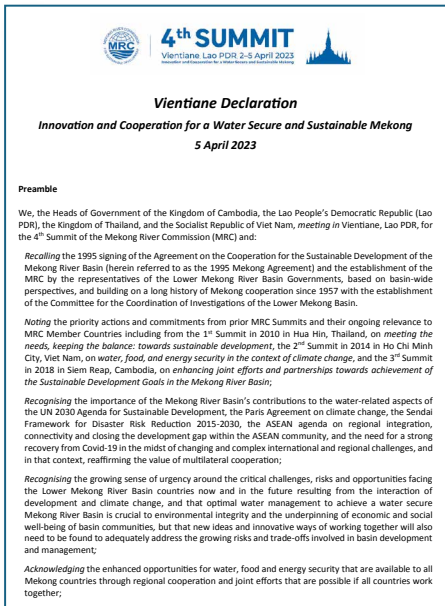 MRC
4th SUMMIT
Vientiane Lao PDR 2–5 April 2023
Innovation and Cooperation for a Water Secure and Sustainable Mekong
Vientiane Declaration
Innovation and Cooperation for a Water Secure and Sustainable Mekong
5 April 2023
Preamble
We, the Heads of Government of the Kingdom of Cambodia, the Lao People's Democratic Republic (Lao
PDR), the Kingdom of Thailand, and the Socialist Republic of Viet Nam, meeting in Vientiane, Lao PDR, for
the 4th Summit of the Mekong River Commission (MRC) and:
Recalling the 1995 signing of the Agreement on the Cooperation for the Sustainable Development of the
Mekong River Basin (herein referred to as the 1995 Mekong Agreement) and the establishment of the
MRC by the representatives of the Lower Mekong River Basin Governments, based on basin-wide
perspectives, and building on a long history of Mekong cooperation since 1957 with the establishment
of the Committee for the Coordination of Investigations of the Lower Mekong Basin.
Noting the priority actions and commitments from prior MRC Summits and their ongoing relevance to
MRC Member Countries including from the 1st Summit in 2010 in Hua Hin, Thailand, on meeting the
needs, keeping the balance: towards sustainable development, the 2nd Summit in 2014 in Ho Chi Minh
City, Viet Nam, on water, food, and energy security in the context of climate change, and the 3rd Summit
in 2018 in Siem Reap, Cambodia, on enhancing joint efforts and partnerships towards achievement of
the Sustainable Development Goals in the Mekong River Basin;
Recognising the importance of the Mekong River Basin's contributions to the water-related aspects of
the UN 2030 Agenda for Sustainable Development, the Paris Agreement on climate change, the Sendai
Framework for Disaster Risk Reduction 2015-2030, the ASEAN agenda on regional integration,
connectivity and closing the development gap within the ASEAN community, and the need for a strong
recovery from Covid-19 in the midst of changing and complex international and regional challenges, and
in that context, reaffirming the value of multilateral cooperation;
Recognising the growing sense of urgency around the critical challenges, risks and opportunities facing
the Lower Mekong River Basin countries now and in the future resulting from the interaction of
development and climate change, and that optimal water management to achieve a water secure
Mekong River Basin is crucial to environmental integrity and the underpinning of economic and social
well-being of basin communities, but that new ideas and innovative ways of working together will also
need to be found to adequately address the growing risks and trade-offs involved in basin development
and management;
Acknowledging the enhanced opportunities for water, food and energy security that are available to all
Mekong countries through regional cooperation and joint efforts that are possible if all countries work
together;